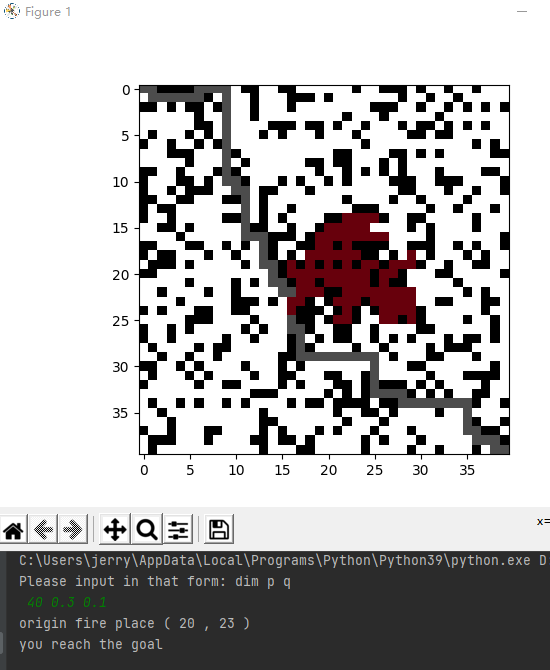 Figure 1
0
5
10
15
20
25
30
35
0 5 10 15 20 25 30 35
x=
C:\Users\jerry\AppData\Local\Programs\Python\Python39\python.exe D
Please input in that form: dim p q
40 0.3 0.1
origin fire place ( 20 , 23 )
you reach the goal